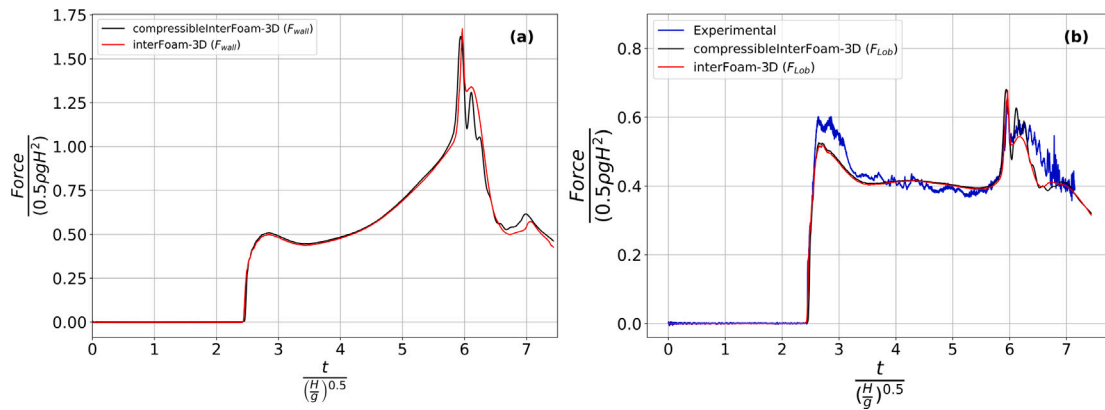 compressibleInterFoam-3D (F_wall)
interFoam-3D (F_wall)
(a)
1.75
1.50
1.25
1.00
0.75
0.50
0.25
0.00
Force
(0.5ρgH²)
0 1 2 3 4 5 6 7
t
(H/g)^0.5
Experimental
compressibleInterFoam-3D (F_Lob)
interFoam-3D (F_Lob)
(b)
0.8
0.6
0.4
0.2
0.0
Force
(0.5ρgH²)
0 1 2 3 4 5 6 7
t
(H/g)^0.5